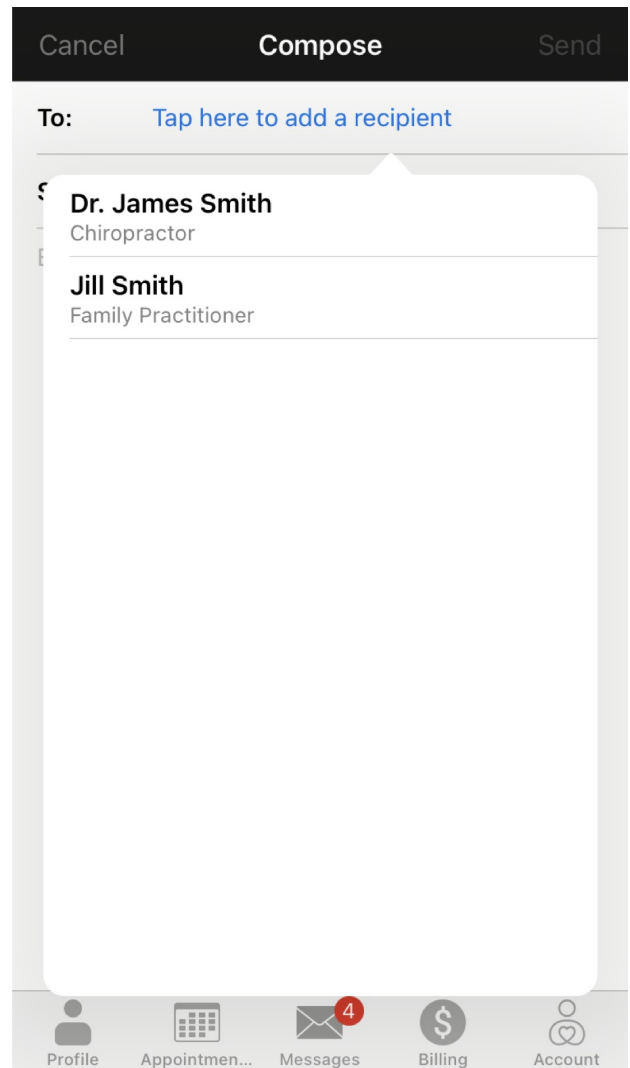 Cancel Compose Send
To: Tap here to add a recipient
Dr. James Smith
Chiropractor
Jill Smith
Family Practitioner
4
Profile Appointmen... Messages Billing Account